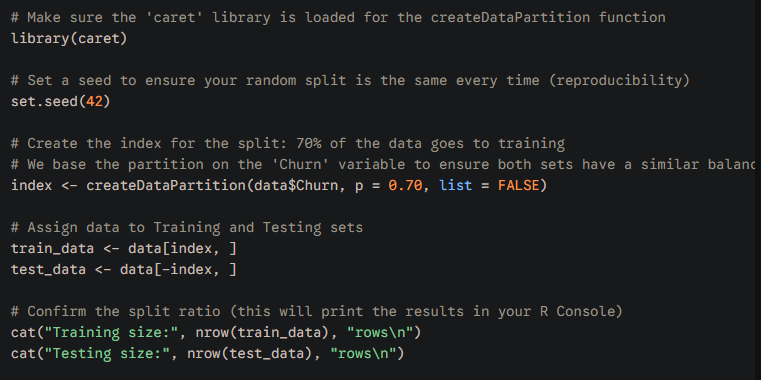 # Make sure the 'caret' library is loaded for the createDataPartition function
library(caret)
# Set a seed to ensure your random split is the same every time (reproducibility)
set.seed(42)
# Create the index for the split: 70% of the data goes to training
# We base the partition on the 'Churn' variable to ensure both sets have a similar balanc
index <- createDataPartition(data$Churn, p = 0.70, list = FALSE)
# Assign data to Training and Testing sets
train_data <- data[index, ]
test_data <- data[-index, ]
# Confirm the split ratio (this will print the results in your R Console)
cat("Training size:", nrow(train_data), "rows\n")
cat("Testing size:", nrow(test_data), "rows\n")